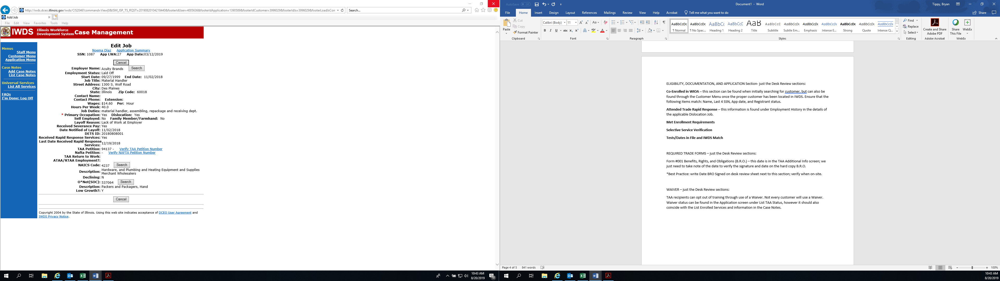 http://iwds.dceo.illinois.gov/iwds/CIS2046?command=View|0&ISM_JSP_TS_RQST=20190820104218440&footerIdUser=4005636&footerIdApplication=1390589&footerIdCustomer=3996029&footerIdJs=3996029&footerLoadJsCon
Search...
Add Job
File Edit View Favorites Tools Help
IWDS Illinois Workforce Development System Case Management
Menus
Staff Menu
Customer Menu
Application Menu
Case Notes
Add Case Notes
List Case Notes
Universal Services
List All Services
FAQs
I'm Done: Log Off
Edit Job
Noema Diaz Application Summary
SSN: 1087 App LWA:27 App Date:03/12/2019
Cancel
Employer Name: Acuity Brands Search
Employment Status: Laid Off
Start Date: 09/27/1999 End Date: 11/02/2018
Job Title: Material Handler
Street Address: 1300 S. Wolf Road
City: Des Plaines
State: Illinois Zip Code: 60018
Contact Name:
Contact Phone: Extension:
Wages: $14.60 Per: Hour
Hours Per Week: 40.0
Job Duties: material handler, assembling, repackage and receiving dept.
* Primary Occupation: Yes Dislocation: Yes
Self Employed: No Family Member/Farmhand: No
Layoff Reason: Lack of Work at Employer
Received Severance Pay: Yes
Date Notified of Layoff: 11/02/2018
DETS ID: 20180808001
Received Rapid Response Services: Yes
Last Date Received Rapid Response
Services: 12/19/2018
TAA Petition: 94137 - Verify TAA Petition Number
Nafta Petition: - Verify NAFTA Petition Number
TAA Return to Work:
ATAA/RTAA Employment?:
NAICS Code: 4237 Search
Description: Hardware, and Plumbing and Heating Equipment and Supplies
Merchant Wholesalers
Declining: N
O*Net(SOC): 537064 Search
Description: Packers and Packagers, Hand
Low Growth?: Y
Cancel
Copyright 2004 by the State of Illinois. Using this web site indicates acceptance of DCEO User Agreement and
IWDS Privacy Notice.
10:43 AM
8/20/2019
10
AutoSave Off
Document1 - Word
Tippy, Bryan
File Home Insert Design Layout References Mailings Review View Help Acrobat Tell me what you want to do
Share
Paste
Cut
Copy
Format Painter
Clipboard
Calibri (Body) 11
Font
Paragraph
AaBbCcDc AaBbCcDc AaBbCc AaBbCcD AaB AaBbCcD AaBbCcDc AaBbCcDc AaBbCcDc AaBbCcDc AaBbCcDc AaBbCcDc
¶ Normal ¶ No Spac... Heading 1 Heading 2 Title Subtitle Subtle Em... Emphasis Intense E... Strong Quote Intense Q...
Styles
Find
Replace
Select
Editing
Create and Share
Adobe PDF
Adobe Acrobat
Share
This File
WebEx
WebEx
ELIGIBILITY, DOCUMENTATION, AND APPLICATION Section- just the Desk Review sections:
Co-Enrolled in WIOA – this section can be found when initially searching for customer, but can also be
found through the Customer Menu once the proper customer has been located in IWDS. Ensure that the
following items match: Name, Last 4 SSN, App date, and Registrant status.
Attended Trade Rapid Response – this information is found under Employment History in the details of
the applicable Dislocation Job.
Met Enrollment Requirements
Selective Service Verification
Tests/Dates in File and IWDS Match
REQUIRED TRADE FORMS – just the Desk Review sections:
Form #001 Benefits, Rights, and Obligations (B.R.O.) – this date is in the TAA Additional Info screen; we
just need to take note of the date to verify the signature and date on the hard copy B.R.O.
*Best Practice: write Date BRO Signed on desk review sheet next to this section; verify when on-site.
WAIVER – just the Desk Review sections:
TAA recipients can opt out of training through use of a Waiver. Not every customer will use a Waiver.
Waiver status can be found in the Application screen under List TAA Status, however it should also
coincide with the List Enrolled Services and information in the Case Notes.
Page 4 of 5 841 words
100%
10:43 AM
8/20/2019